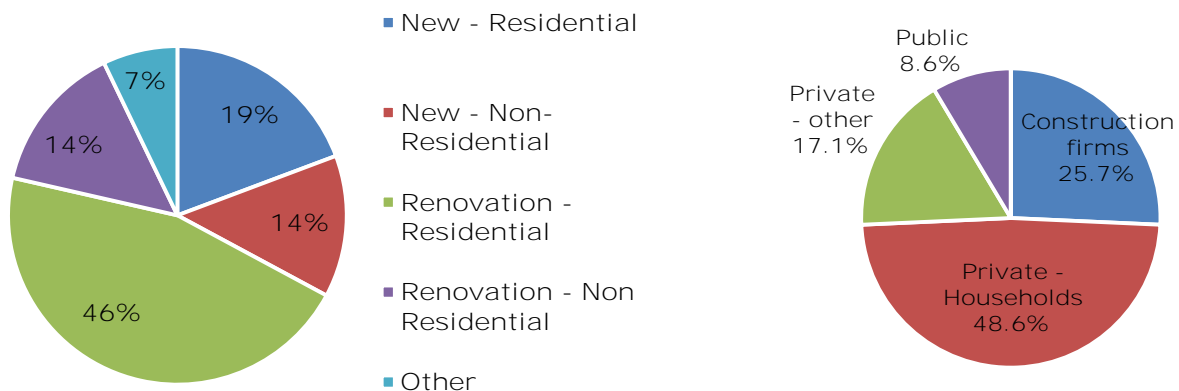 19%
14%
46%
14%
7%
New - Residential
New - Non-
Residential
Renovation -
Residential
Renovation - Non
Residential
Other
Public
8.6%
Private
- other
17.1%
Construction
firms
25.7%
Private -
Households
48.6%